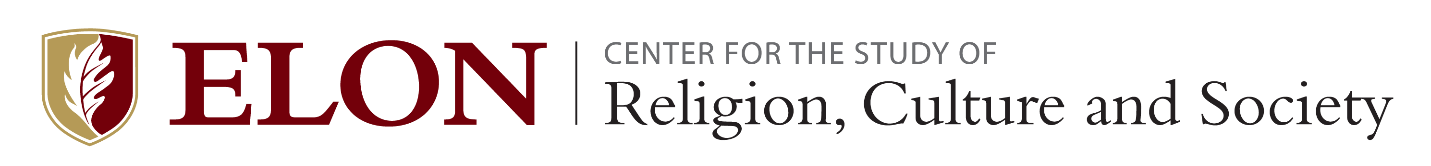 ELON
CENTER FOR THE STUDY OF
Religion, Culture and Society